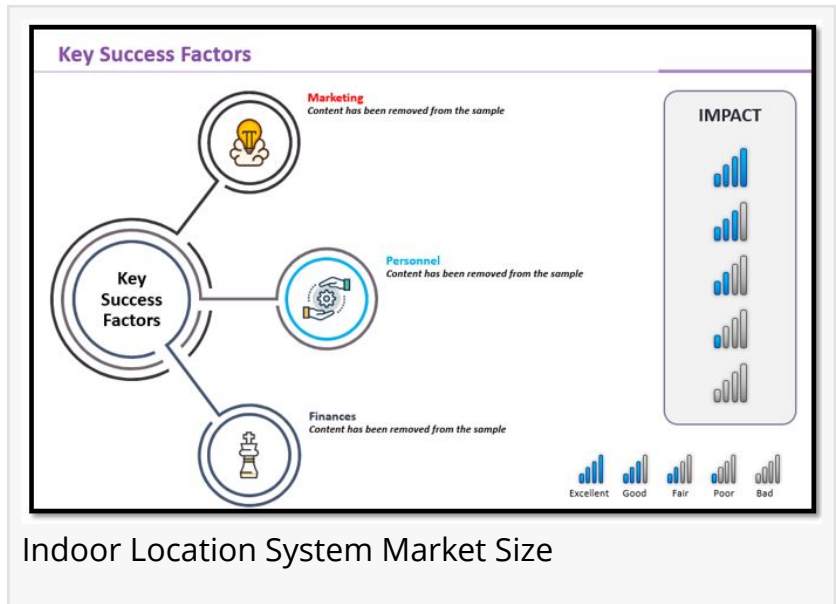 Key Success Factors
Marketing
Content has been removed from the sample
IMPACT
Key
Success
Factors
Personnel
Content has been removed from the sample
Finances
Content has been removed from the sample
Excellent Good Fair Poor Bad
Indoor Location System Market Size